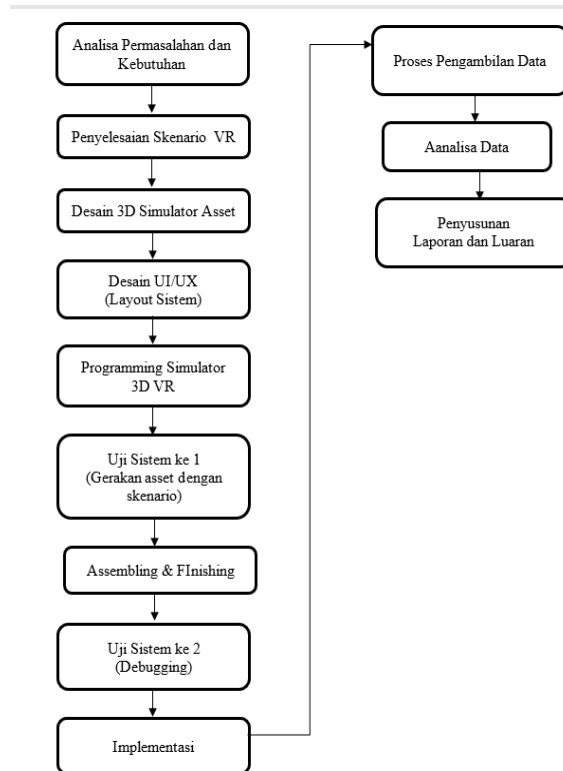 Analisa Permasalahan dan
Kebutuhan
Penyelesaian Skenario VR
Desain 3D Simulator Asset
Desain UI/UX
(Layout Sistem)
Programming Simulator
3D VR
Uji Sistem ke 1
(Gerakan asset dengan
skenario)
Assembling & FInishing
Uji Sistem ke 2
(Debugging)
Implementasi
Proses Pengambilan Data
Aanalisa Data
Penyusunan
Laporan dan Luaran